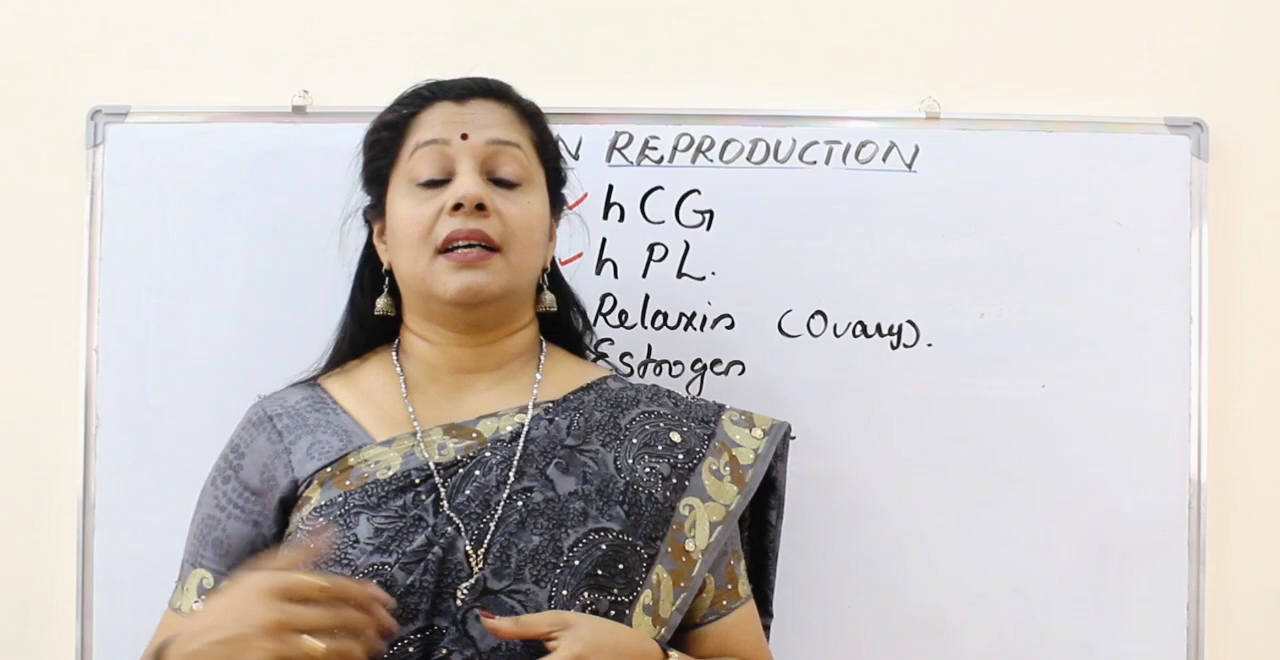 N REPRODUCTION
hCG
hPL.
Relaxin (Ovary).
Estrogen